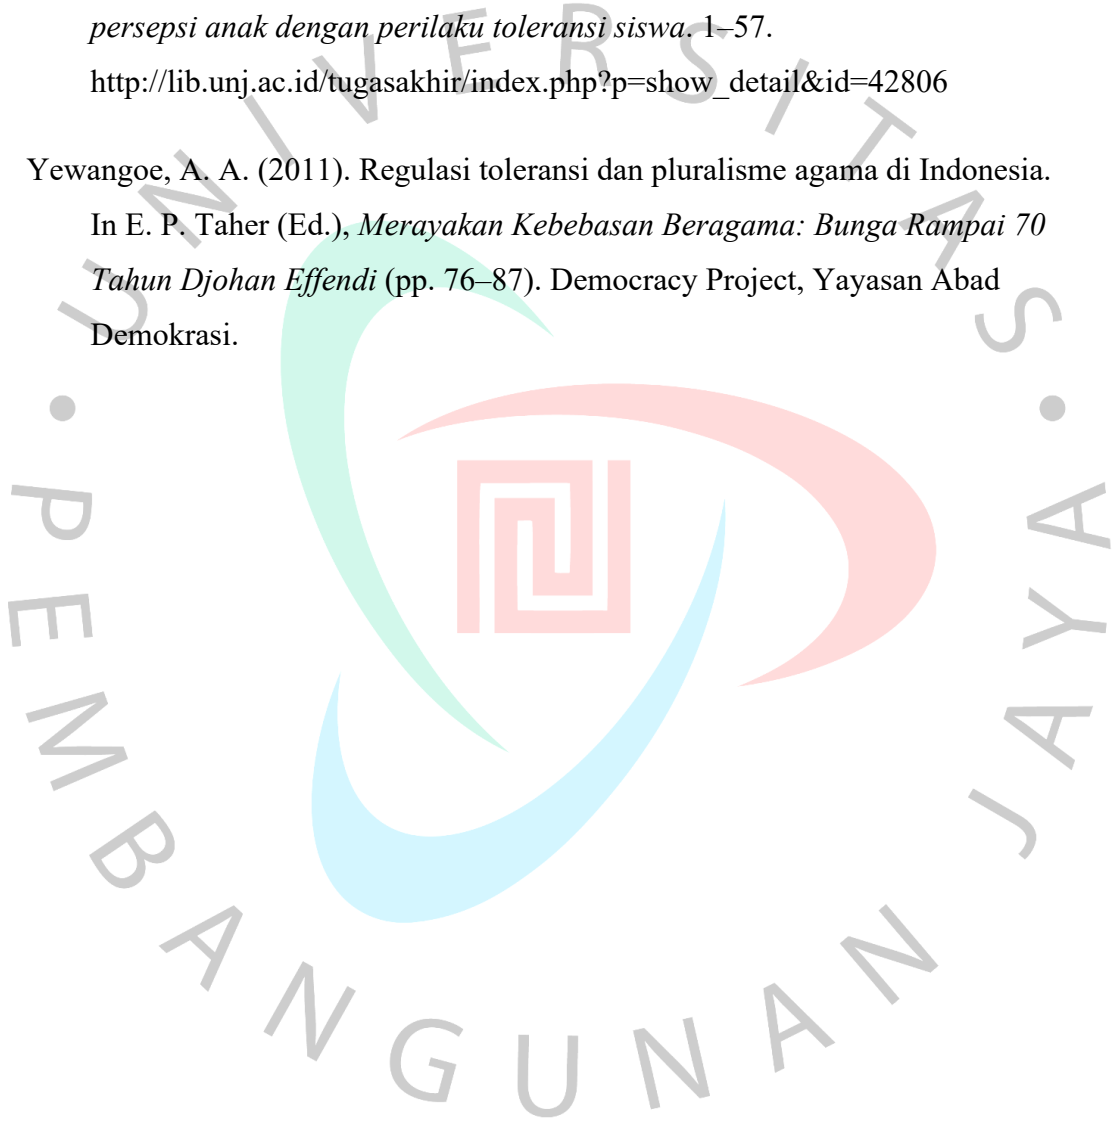 persepsi anak dengan perilaku toleransi siswa. 1–57.
http://lib.unj.ac.id/tugasakhir/index.php?p=show_detail&id=42806
Yewangoe, A. A. (2011). Regulasi toleransi dan pluralisme agama di Indonesia.
In E. P. Taher (Ed.), Merayakan Kebebasan Beragama: Bunga Rampai 70
Tahun Djohan Effendi (pp. 76–87). Democracy Project, Yayasan Abad
Demokrasi.
UNIVERSITAS • PEMBANGUNAN JAYA •